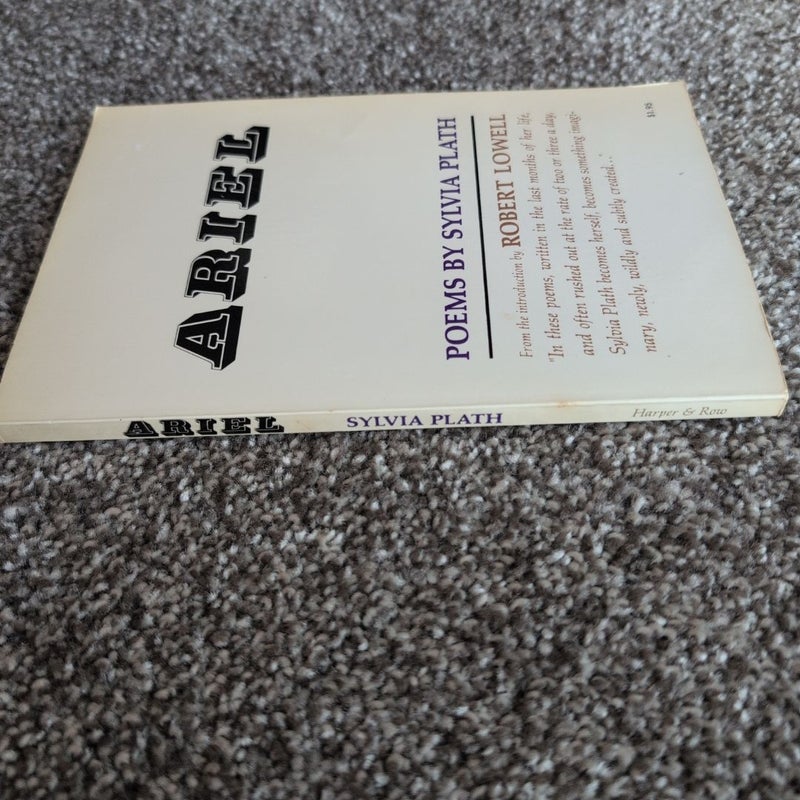 ARIEL
POEMS BY SYLVIA PLATH
From the introduction by ROBERT LOWELL
"In these poems, written in the last months of her life,
and often rushed out at the rate of two or three a day,
Sylvia Plath becomes herself, becomes something imagi-
nary, newly, wildly and subtly created..."
$1.95
ARIEL SYLVIA PLATH Harper & Row